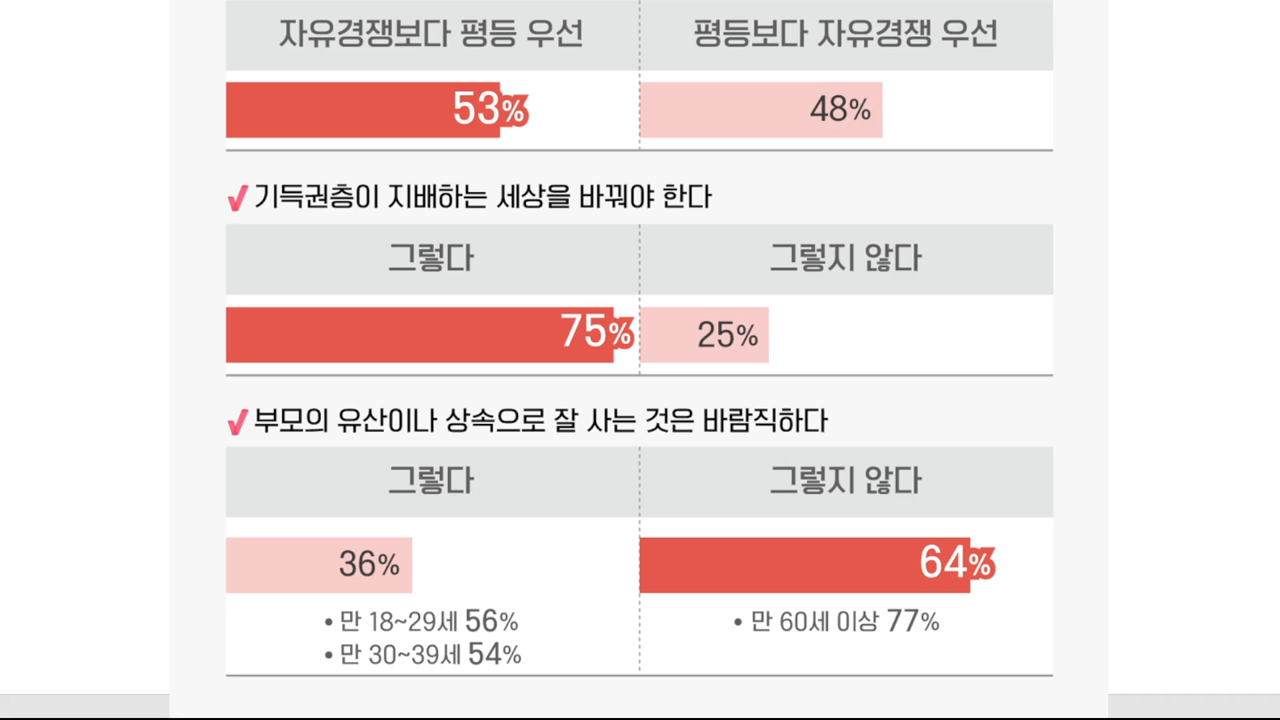 자유경쟁보다 평등 우선 평등보다 자유경쟁 우선
53% 48%
기득권층이 지배하는 세상을 바꿔야 한다
그렇다 그렇지 않다
75% 25%
부모의 유산이나 상속으로 잘 사는 것은 바람직하다
그렇다 그렇지 않다
36% 64%
• 만 18~29세 56% • 만 60세 이상 77%
• 만 30~39세 54%